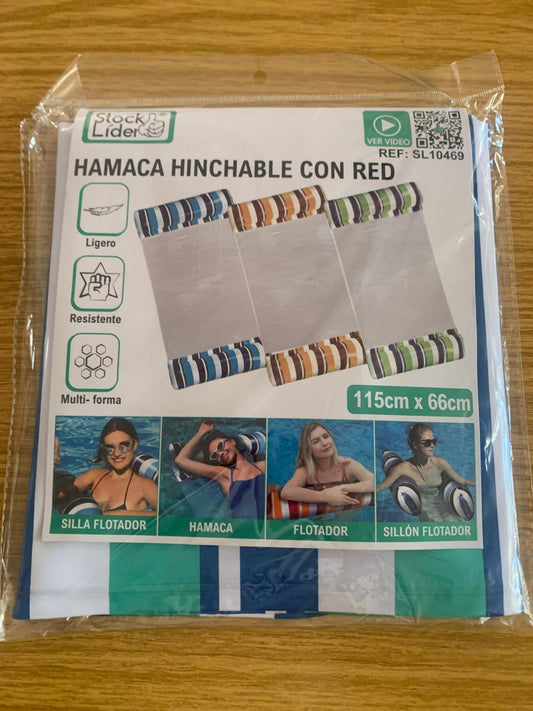 Stock
Líder
VER VIDEO
REF: SL10469
HAMACA HINCHABLE CON RED
Ligero
Resistente
Multi- forma
115cm x 66cm
SILLA FLOTADOR
HAMACA
FLOTADOR
SILLÓN FLOTADOR